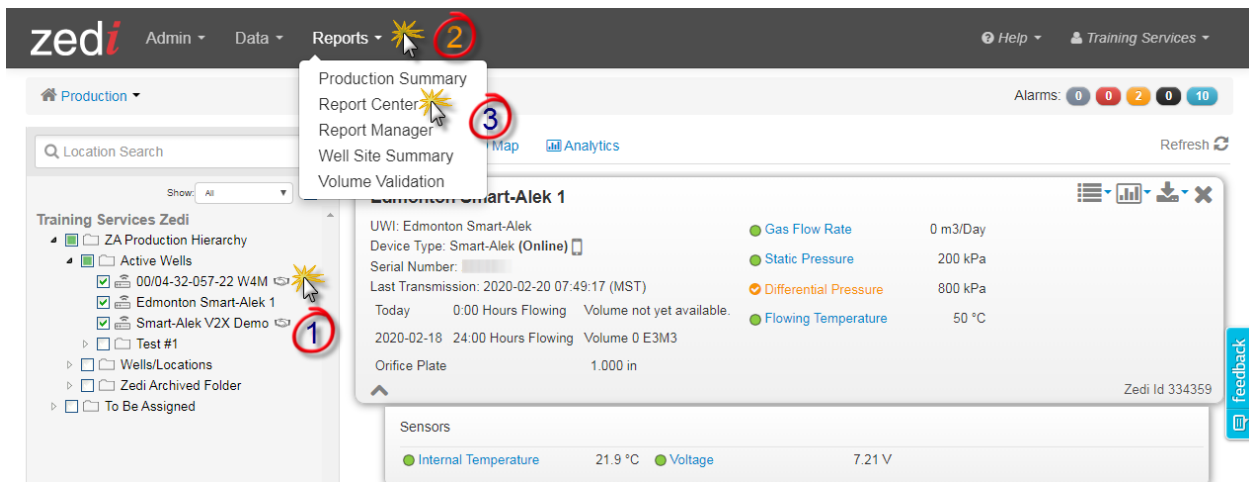 zedi Admin Data Reports 2 Help Training Services
Production Summary
Report Center
Report Manager
Well Site Summary
Volume Validation
3
Production Alarms: 0 0 2 0 10
Location Search Map Analytics Refresh
Show: All
Training Services Zedi
ZA Production Hierarchy
Active Wells
00/04-32-057-22 W4M
Edmonton Smart-Alek 1
Smart-Alek V2X Demo
1
Test #1
Wells/Locations
Zedi Archived Folder
To Be Assigned
Edmonton Smart-Alek 1
UWI: Edmonton Smart-Alek
Device Type: Smart-Alek (Online)
Serial Number:
Last Transmission: 2020-02-20 07:49:17 (MST)
Today 0:00 Hours Flowing Volume not yet available.
2020-02-18 24:00 Hours Flowing Volume 0 E3M3
Orifice Plate 1.000 in
Gas Flow Rate 0 m3/Day
Static Pressure 200 kPa
Differential Pressure 800 kPa
Flowing Temperature 50 °C
Zedi Id 334359
Sensors
Internal Temperature 21.9 °C Voltage 7.21 V
feedback